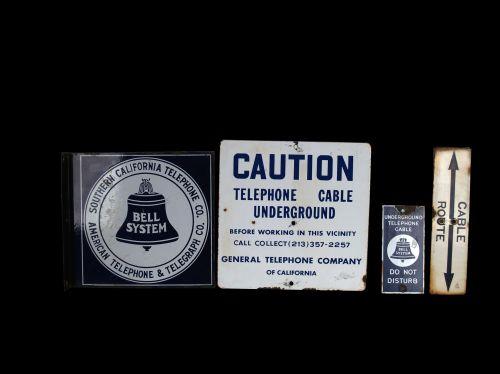 SOUTHERN CALIFORNIA TELEPHONE CO.
BELL
SYSTEM
AMERICAN TELEPHONE & TELEGRAPH CO.
CAUTION
TELEPHONE CABLE
UNDERGROUND
BEFORE WORKING IN THIS VICINITY
CALL COLLECT (213) 357-2257
GENERAL TELEPHONE COMPANY
OF CALIFORNIA
UNDERGROUND
TELEPHONE
CABLE
BELL
SYSTEM
DO NOT
DISTURB
CABLE
ROUTE